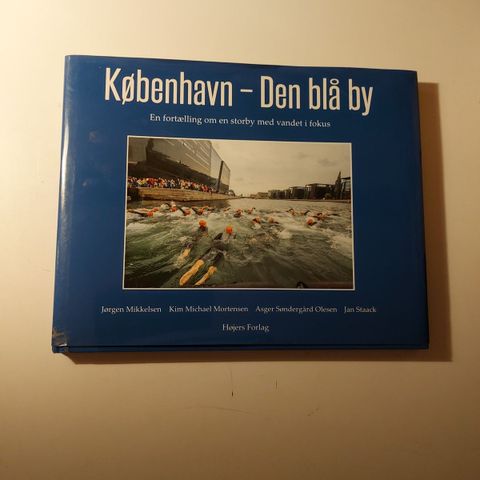 København – Den blå by
En fortælling om en storby med vandet i fokus
Jørgen Mikkelsen Kim Michael Mortensen Asger Søndergård Olesen Jan Staack
Højers Forlag